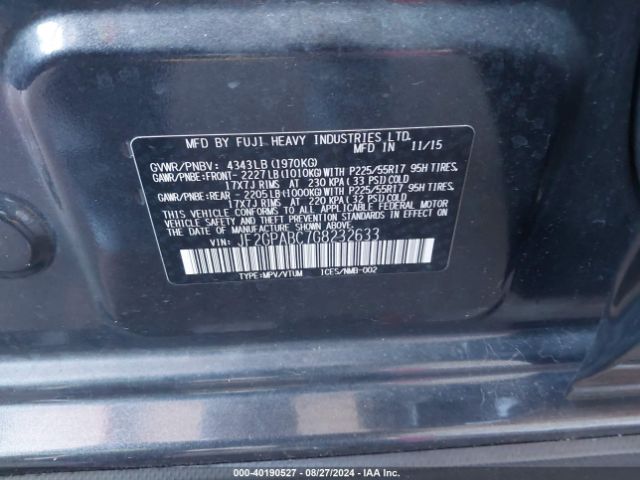 MFD BY FUJI HEAVY INDUSTRIES LTD.
MFD IN 11/15
GVWR/PNBV: 4343LB(1970KG)
GAWR/PNBE:FRONT- 2227LB(1010KG)WITH P225/55R17 95H TIRES,
17X7J RIMS AT 230 KPA(33 PSI)COLD
GAWR/PNBE:REAR - 2205LB(1000KG)WITH P225/55R17 95H TIRES,
17X7J RIMS AT 220 KPA(32 PSI)COLD
THIS VEHICLE CONFORMS TO ALL APPLICABLE FEDERAL MOTOR
VEHICLE SAFETY AND THEFT PREVENTION STANDARDS IN EFFECT
ON THE DATE OF MANUFACTURE SHOWN ABOVE.
VIN: JF2GPABC7G8232633
TYPE:MPV/VTUM ICES/NMB-002
000-40190527 - 08/27/2024 - IAA Inc.